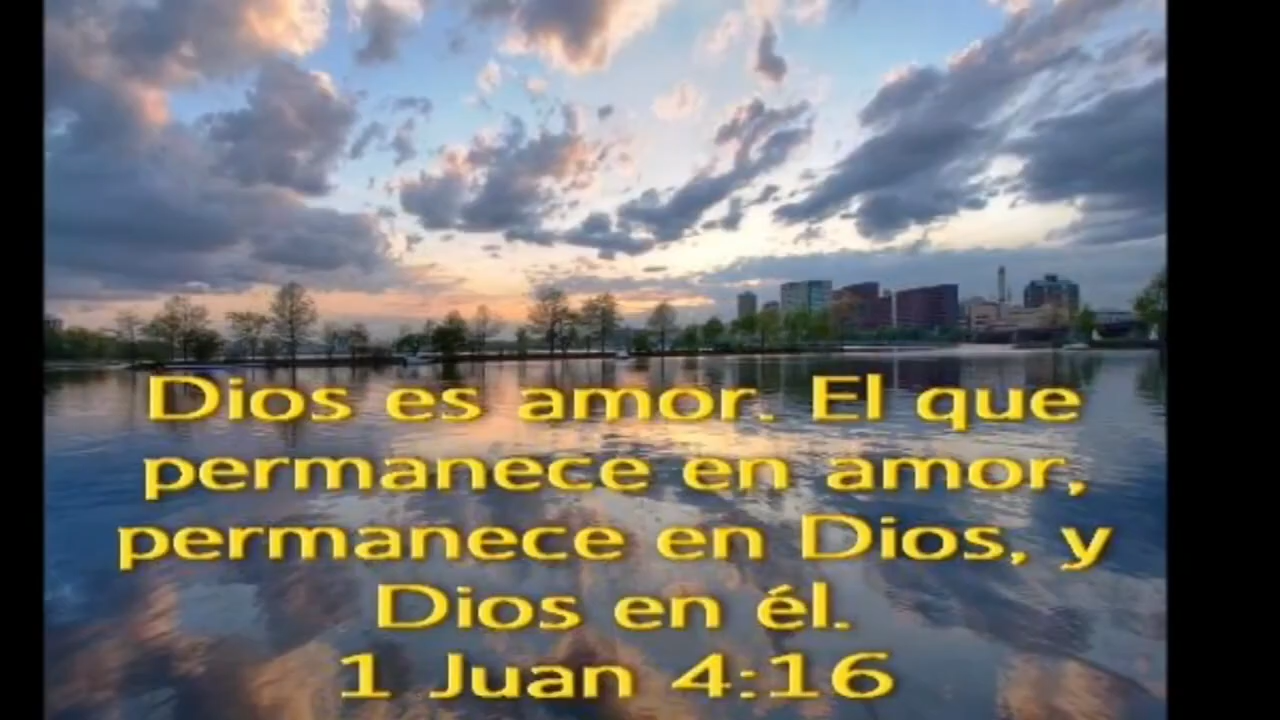 Dios es amor. El que
permanece en amor,
permanece en Dios, y
Dios en él.
1 Juan 4:16